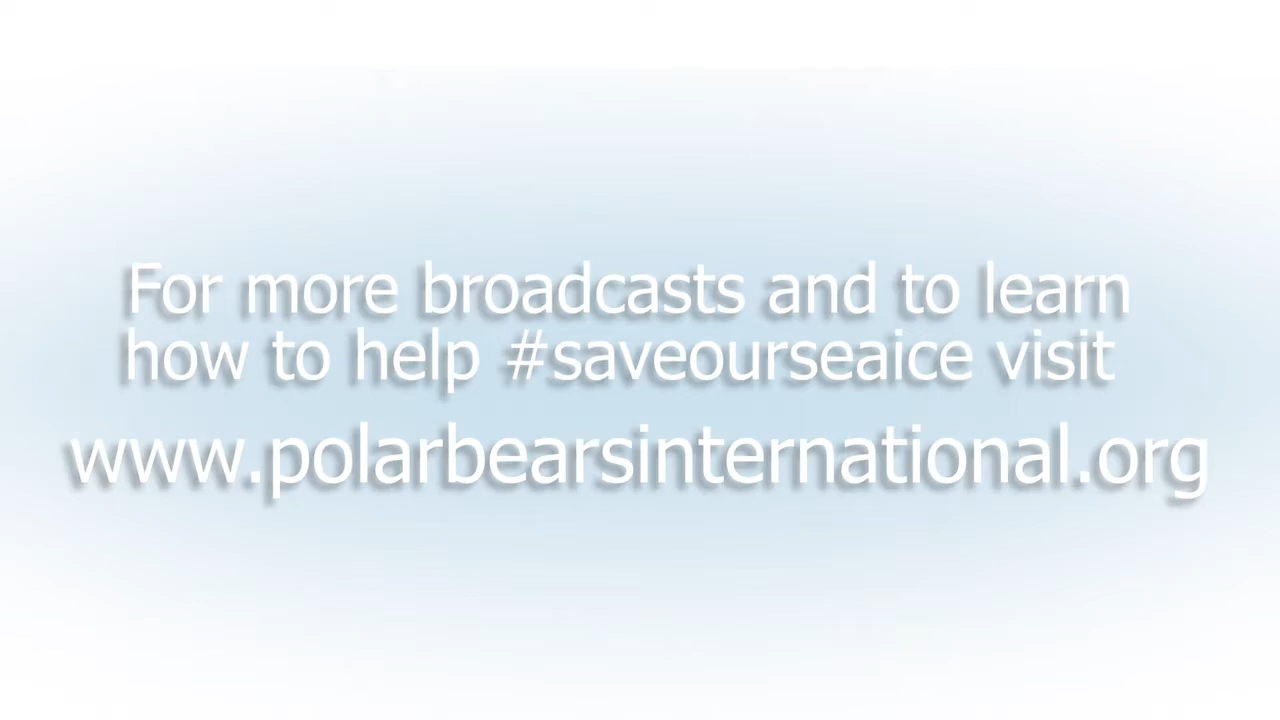 For more broadcasts and to learn
how to help #saveourseaice visit
www.polarbearsinternational.org